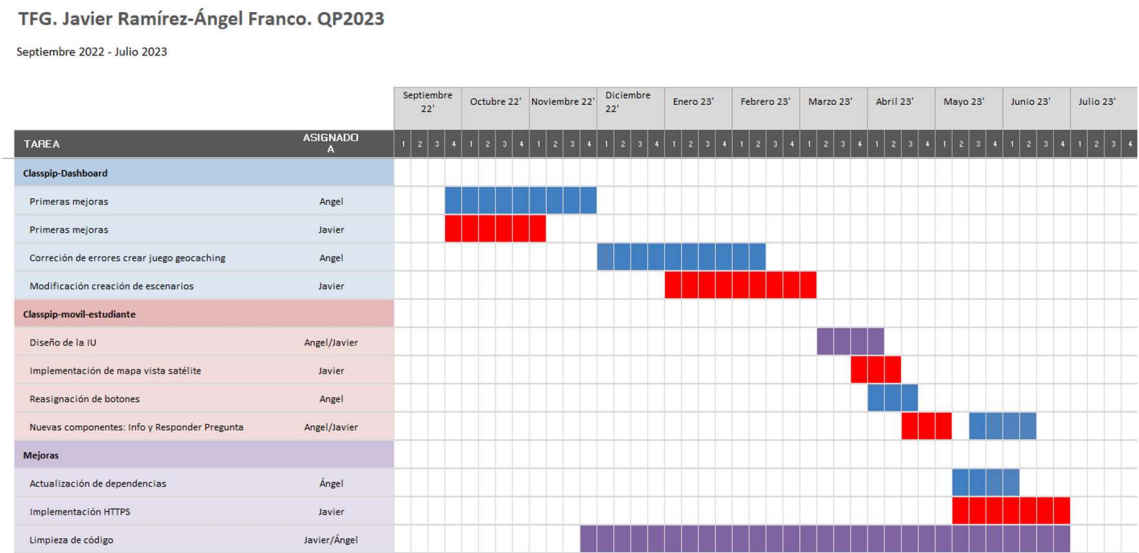 TFG. Javier Ramírez-Ángel Franco. QP2023
Septiembre 2022 - Julio 2023
Septiembre 22' Octubre 22' Noviembre 22' Diciembre 22' Enero 23' Febrero 23' Marzo 23' Abril 23' Mayo 23' Junio 23' Julio 23'
TAREA ASIGNADO A 1 2 3 4 1 2 3 4 1 2 3 4 1 2 3 4 1 2 3 4 1 2 3 4 1 2 3 4 1 2 3 4 1 2 3 4 1 2 3 4 1 2 3 4
Classpip-Dashboard
Primeras mejoras Angel
Primeras mejoras Javier
Correción de errores crear juego geocaching Angel
Modificación creación de escenarios Javier
Classpip-movil-estudiante
Diseño de la IU Angel/Javier
Implementación de mapa vista satélite Javier
Reasignación de botones Angel
Nuevas componentes: Info y Responder Pregunta Angel/Javier
Mejoras
Actualización de dependencias Ángel
Implementación HTTPS Javier
Limpieza de código Javier/Ángel